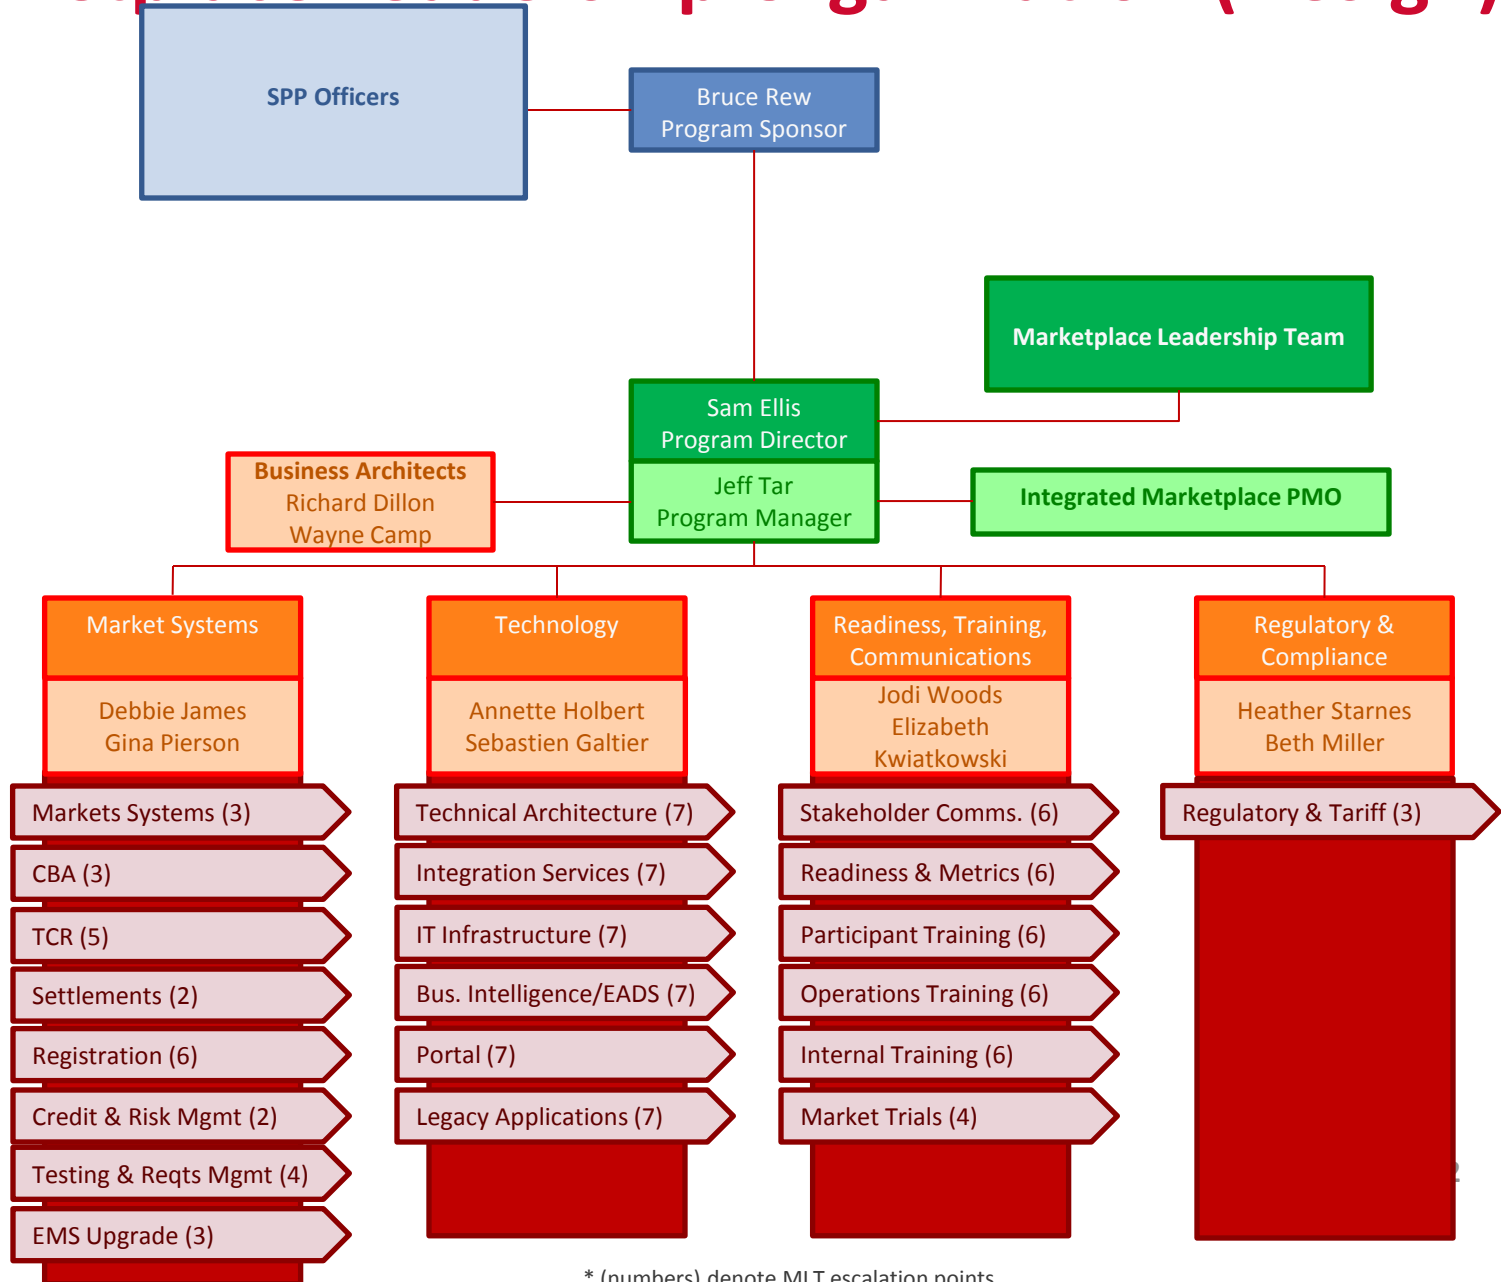 SPP Officers
Bruce Rew
Program Sponsor
Marketplace Leadership Team
Sam Ellis
Program Director
Business Architects
Richard Dillon
Wayne Camp
Jeff Tar
Program Manager
Integrated Marketplace PMO
Market Systems
Debbie James
Gina Pierson
Markets Systems (3)
CBA (3)
TCR (5)
Settlements (2)
Registration (6)
Credit & Risk Mgmt (2)
Testing & Reqts Mgmt (4)
EMS Upgrade (3)
Technology
Annette Holbert
Sebastien Galtier
Technical Architecture (7)
Integration Services (7)
IT Infrastructure (7)
Bus. Intelligence/EADS (7)
Portal (7)
Legacy Applications (7)
Readiness, Training,
Communications
Jodi Woods
Elizabeth
Kwiatkowski
Stakeholder Comms. (6)
Readiness & Metrics (6)
Participant Training (6)
Operations Training (6)
Internal Training (6)
Market Trials (4)
Regulatory &
Compliance
Heather Starnes
Beth Miller
Regulatory & Tariff (3)
* (numbers) denote MLT escalation points